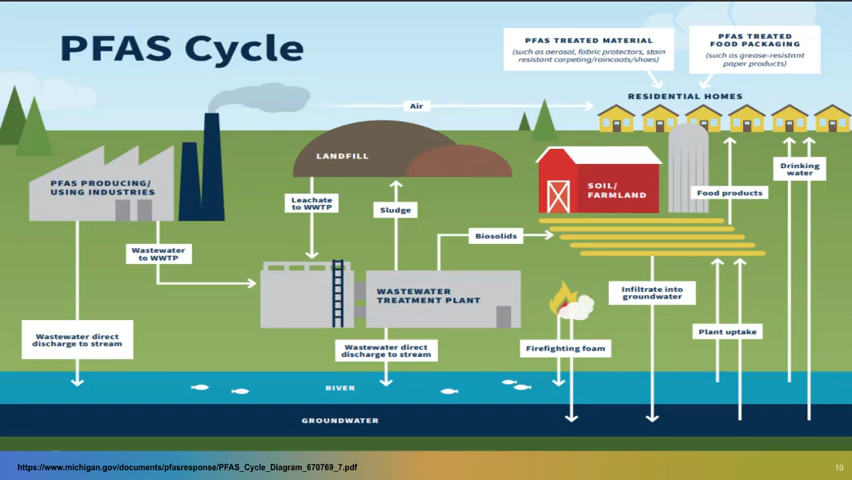 PFAS Cycle
PFAS TREATED MATERIAL
(such as aerosol, fabric protectors, stain
resistant carpeting/raincoats/shoes)
PFAS TREATED
FOOD PACKAGING
(such as grease-resistant
paper products)
RESIDENTIAL HOMES
Air
LANDFILL
PFAS PRODUCING/
USING INDUSTRIES
Leachate
to WWTP
Sludge
SOIL/
FARMLAND
Food products
Drinking
water
Wastewater
to WWTP
Biosolids
WASTEWATER
TREATMENT PLANT
Infiltrate into
groundwater
Plant uptake
Wastewater direct
discharge to stream
Wastewater direct
discharge to stream
Firefighting foam
RIVER
GROUNDWATER
https://www.michigan.gov/documents/pfasresponse/PFAS_Cycle_Diagram_670769_7.pdf
10